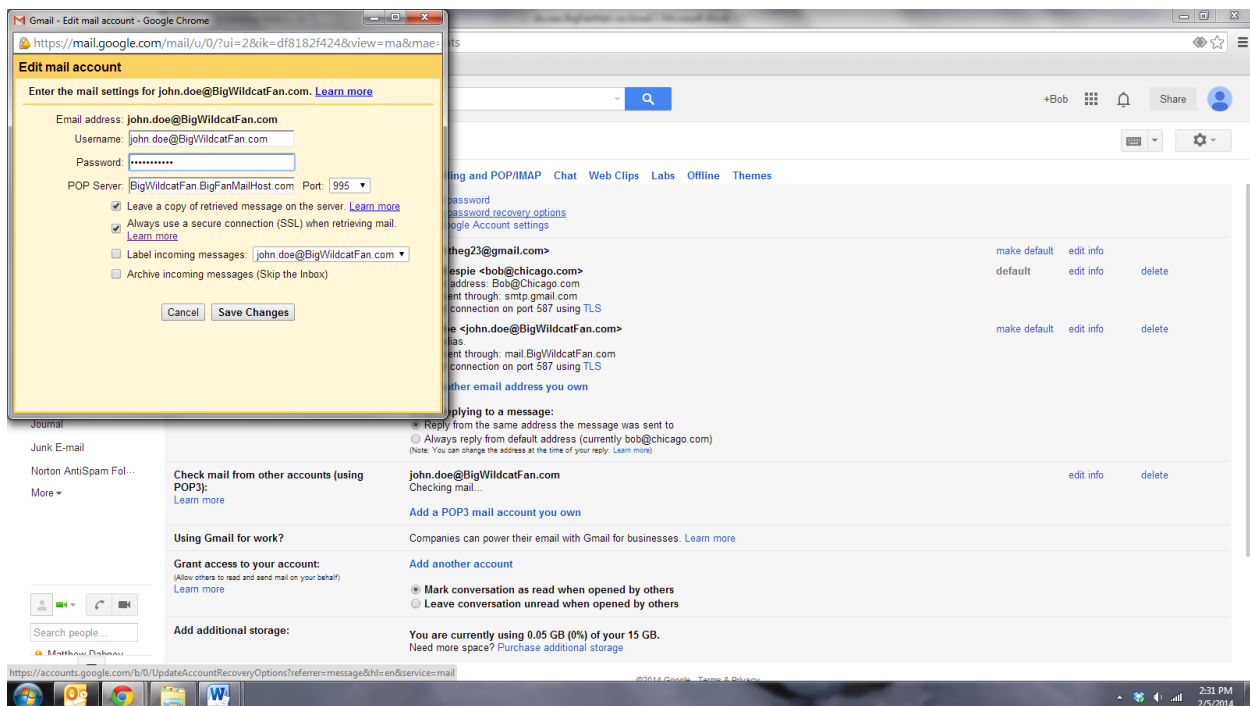 Gmail - Edit mail account - Google Chrome
https://mail.google.com/mail/u/0/?ui=2&ik=df8182f424&view=ma&mae=
Edit mail account
Enter the mail settings for john.doe@BigWildcatFan.com. Learn more
Email address: john.doe@BigWildcatFan.com
Username: john.doe@BigWildcatFan.com
Password: •••••••••••
POP Server: BigWildcatFan.BigFanMailHost.com Port: 995
Leave a copy of retrieved message on the server. Learn more
Always use a secure connection (SSL) when retrieving mail.
Learn more
Label incoming messages: john.doe@BigWildcatFan.com
Archive incoming messages (Skip the Inbox)
Cancel Save Changes
+Bob Share
ing and POP/IMAP Chat Web Clips Labs Offline Themes
password
password recovery options
ogle Account settings
theg23@gmail.com> make default edit info
espie <bob@chicago.com> default edit info delete
address: Bob@Chicago.com
ent through: smtp.gmail.com
connection on port 587 using TLS
e <john.doe@BigWildcatFan.com> make default edit info delete
lias.
ent through: mail.BigWildcatFan.com
connection on port 587 using TLS
ther email address you own
eplying to a message:
Reply from the same address the message was sent to
Always reply from default address (currently bob@chicago.com)
(Note: You can change the address at the time of your reply. Learn more)
Journal
Junk E-mail
Norton AntiSpam Fol...
More
Check mail from other accounts (using
POP3):
Learn more
john.doe@BigWildcatFan.com edit info delete
Checking mail...
Add a POP3 mail account you own
Using Gmail for work? Companies can power their email with Gmail for businesses. Learn more
Grant access to your account:
(Allow others to read and send mail on your behalf)
Learn more
Add another account
Mark conversation as read when opened by others
Leave conversation unread when opened by others
Add additional storage:
You are currently using 0.05 GB (0%) of your 15 GB.
Need more space? Purchase additional storage
Search people...
Matthew Dabney
https://accounts.google.com/b/0/UpdateAccountRecoveryOptions?referrer=message&hl=en&service=mail
©2014 Google Terms & Privacy
2:31 PM
2/5/2014